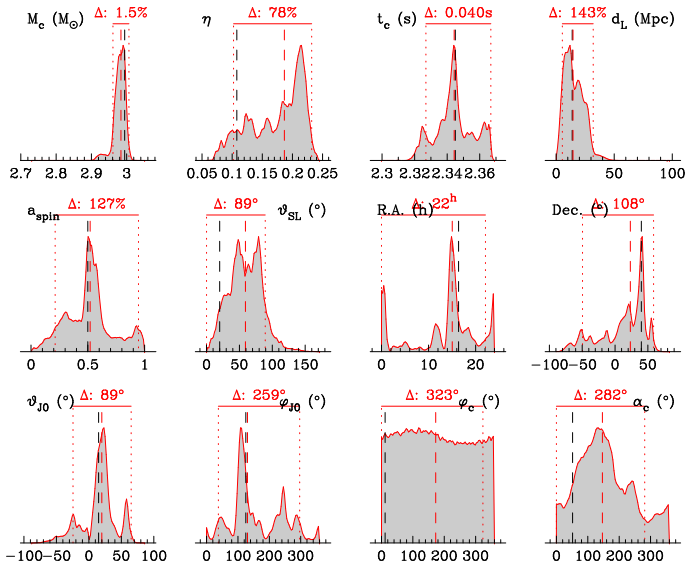 Δ: 1.5% Δ: 78% Δ: 0.040s Δ: 143%
M_c (M_⊙) η t_c (s) d_L (Mpc)
2.7 2.8 2.9 3 0.05 0.1 0.15 0.2 0.25 2.3 2.32 2.34 2.36 0 50 100
Δ: 127% Δ: 89° Δ: 22^h Δ: 108°
a_spin ϑ_SL (°) R.A. (h) Dec. (°)
0 0.5 1 0 50 100 150 0 10 20 -100 -50 0 50
Δ: 89° Δ: 259° Δ: 323° Δ: 282°
ϑ_J0 (°) φ_J0 (°) φ_c (°) α_c (°)
-100 -50 0 50 100 0 100 200 300 0 100 200 300 0 100 200 300